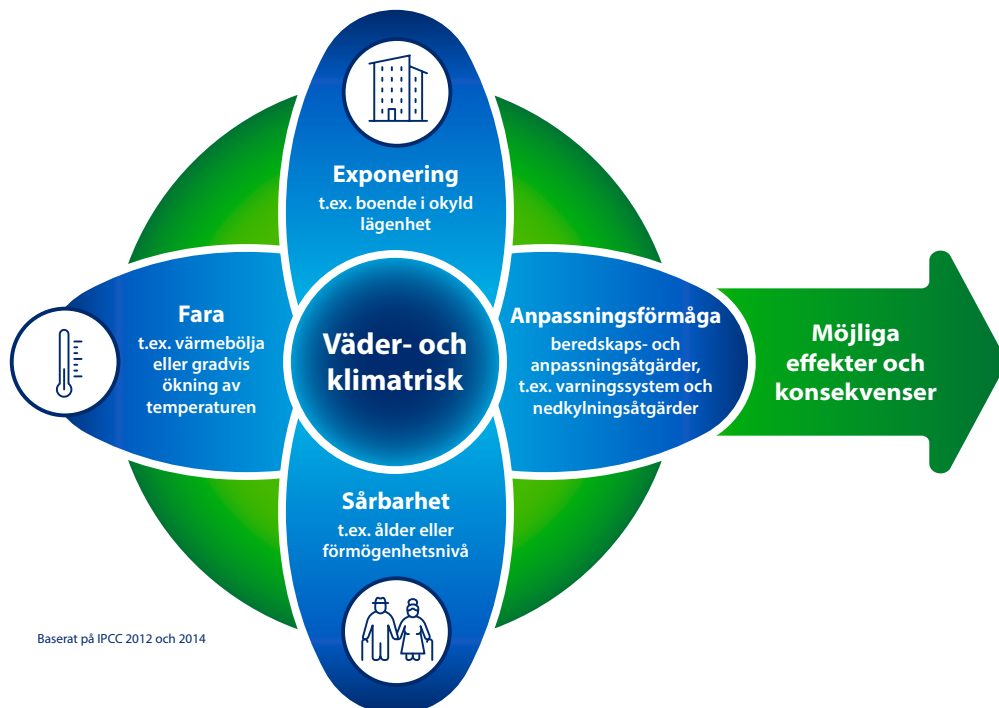 Exponering
t.ex. boende i okyld
lägenhet
Fara
t.ex. värmebölja
eller gradvis
ökning av
temperaturen
Väder- och
klimatrisk
Anpassningsförmåga
beredskaps- och
anpassningsåtgärder,
t.ex. varningssystem och
nedkylningsåtgärder
Möjliga
effekter och
konsekvenser
Sårbarhet
t.ex. ålder eller
förmögenhetsnivå
Baserat på IPCC 2012 och 2014